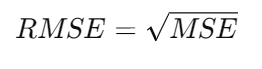 RMSE = √MSE